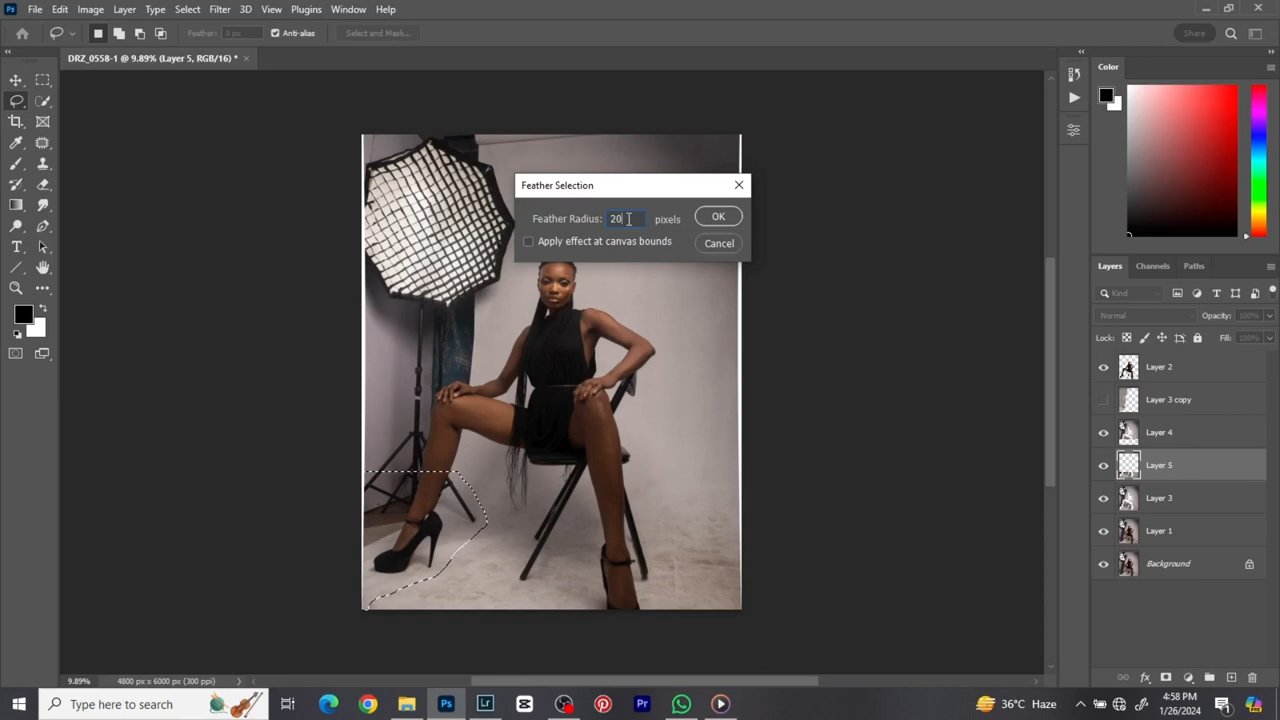 Ps File Edit Image Layer Type Select Filter 3D View Plugins Window Help
Feather: 0 px Anti-alias Select and Mask... Share
DRZ_0558-1 @ 9.89% (Layer 5, RGB/16) * ×
Color
Feather Selection
Feather Radius: 20 pixels OK
Apply effect at canvas bounds Cancel
Layers Channels Paths
Kind
Normal Opacity: 100%
Lock: Fill: 100%
Layer 2
Layer 3 copy
Layer 4
Layer 5
Layer 3
Layer 1
Background
9.89% 4800 px x 6000 px (300 ppi)
Type here to search
36°C Haze
4:58 PM
1/26/2024